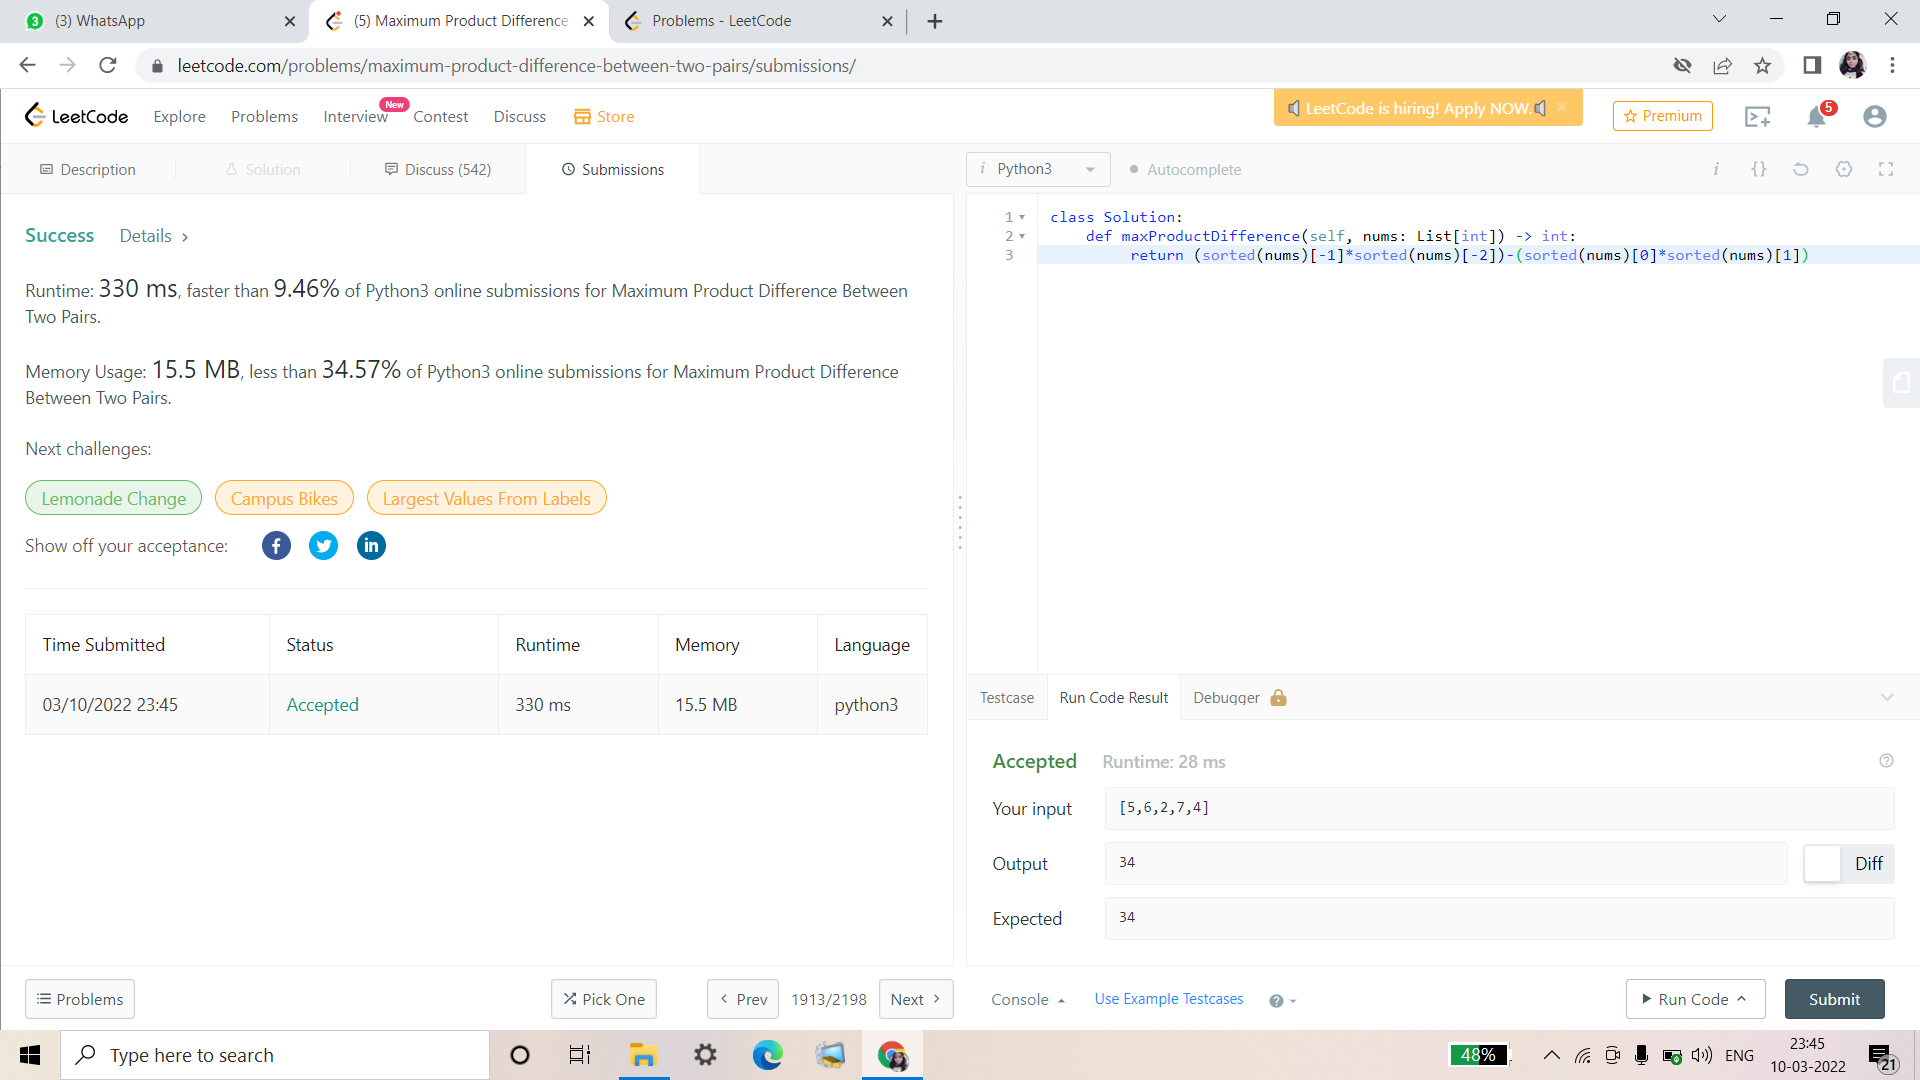 (3) WhatsApp
(5) Maximum Product Difference
Problems - LeetCode
leetcode.com/problems/maximum-product-difference-between-two-pairs/submissions/
LeetCode
Explore
Problems
Interview
New
Contest
Discuss
Store
LeetCode is hiring! Apply NOW.
Premium
5
Description
Solution
Discuss (542)
Submissions
Python3
Autocomplete
Success
Details
Runtime: 330 ms, faster than 9.46% of Python3 online submissions for Maximum Product Difference Between
Two Pairs.
Memory Usage: 15.5 MB, less than 34.57% of Python3 online submissions for Maximum Product Difference
Between Two Pairs.
Next challenges:
Lemonade Change
Campus Bikes
Largest Values From Labels
Show off your acceptance:
Time Submitted Status Runtime Memory Language
03/10/2022 23:45 Accepted 330 ms 15.5 MB python3
1 class Solution:
2 def maxProductDifference(self, nums: List[int]) -> int:
3 return (sorted(nums)[-1]*sorted(nums)[-2])-(sorted(nums)[0]*sorted(nums)[1])
Testcase
Run Code Result
Debugger
Accepted Runtime: 28 ms
Your input [5,6,2,7,4]
Output 34
Diff
Expected 34
Problems
Pick One
Prev
1913/2198
Next
Console
Use Example Testcases
Run Code
Submit
Type here to search
48%
ENG
23:45
10-03-2022
21